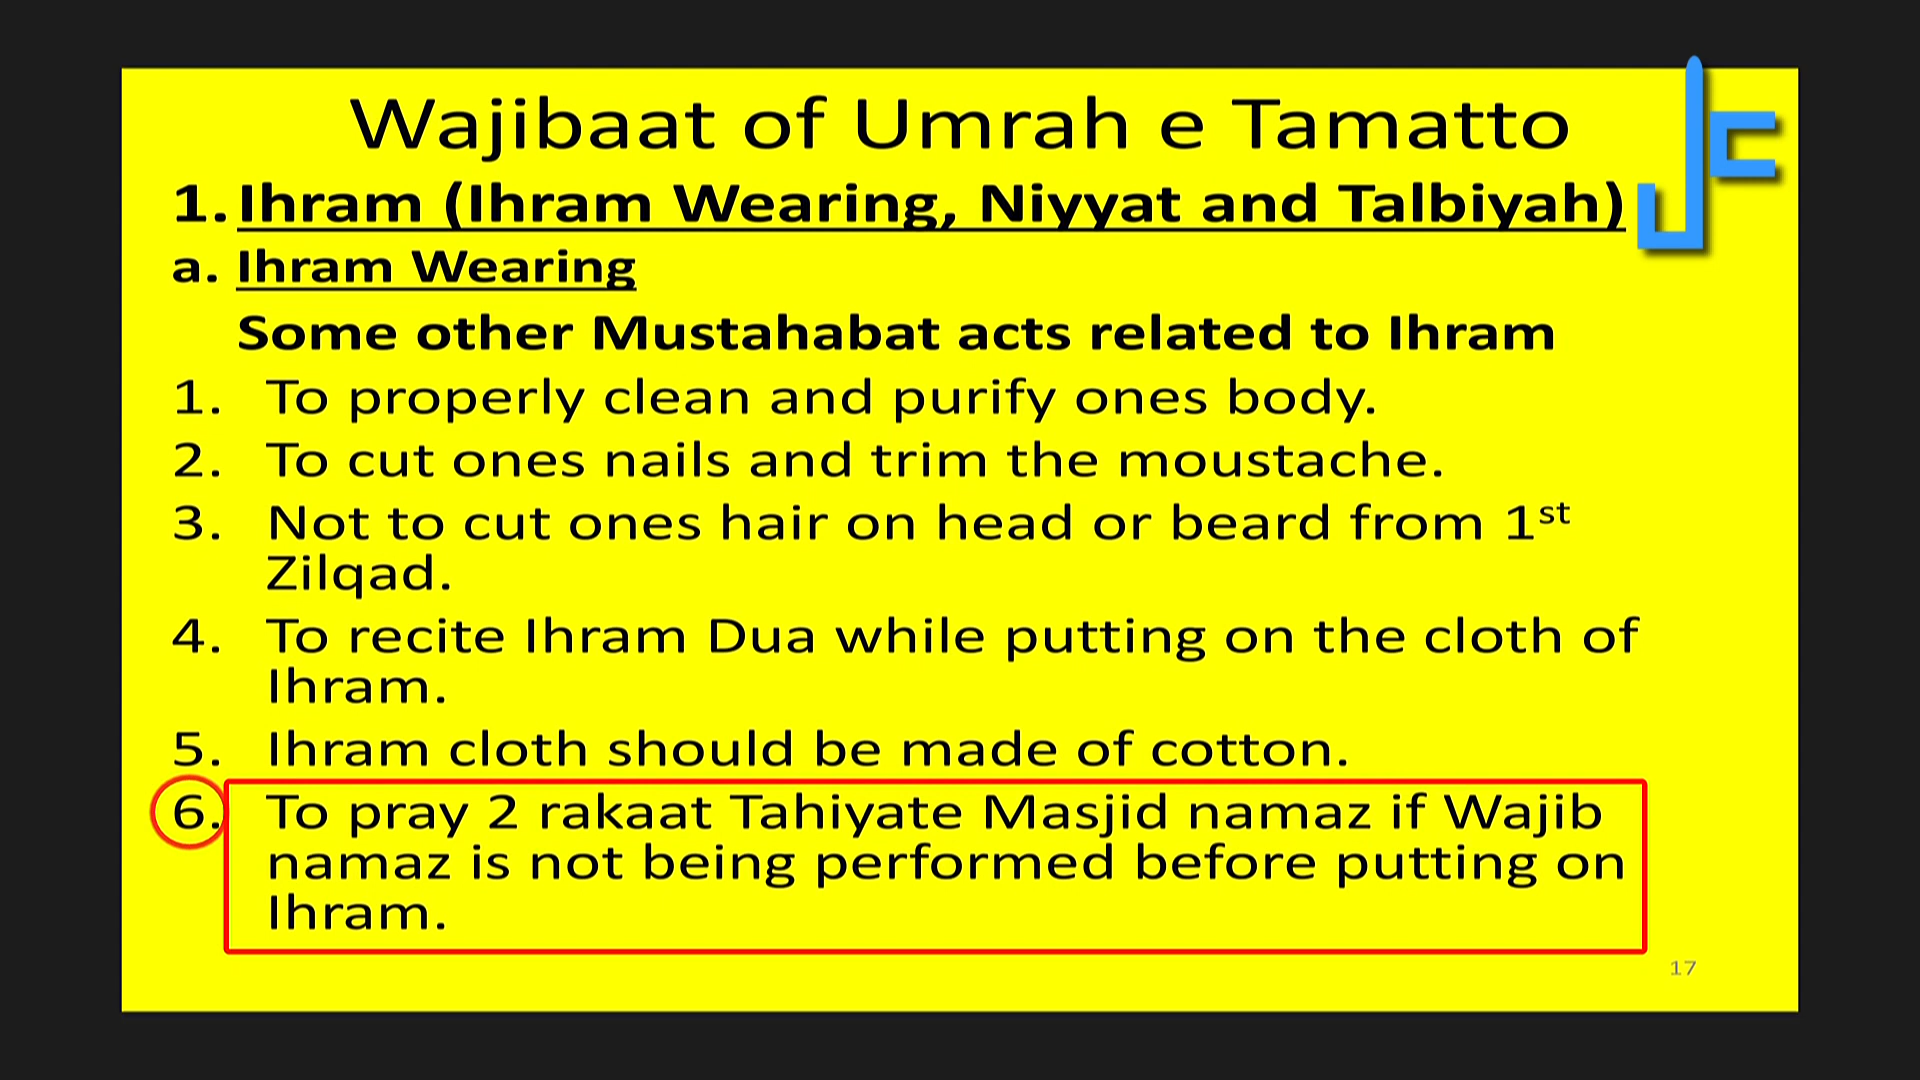 Wajibaat of Umrah e Tamatto
1. Ihram (Ihram Wearing, Niyyat and Talbiyah)
a. Ihram Wearing
Some other Mustahabat acts related to Ihram
1. To properly clean and purify ones body.
2. To cut ones nails and trim the moustache.
3. Not to cut ones hair on head or beard from 1st
Zilqad.
4. To recite Ihram Dua while putting on the cloth of
Ihram.
5. Ihram cloth should be made of cotton.
6. To pray 2 rakaat Tahiyate Masjid namaz if Wajib
namaz is not being performed before putting on
Ihram.
17